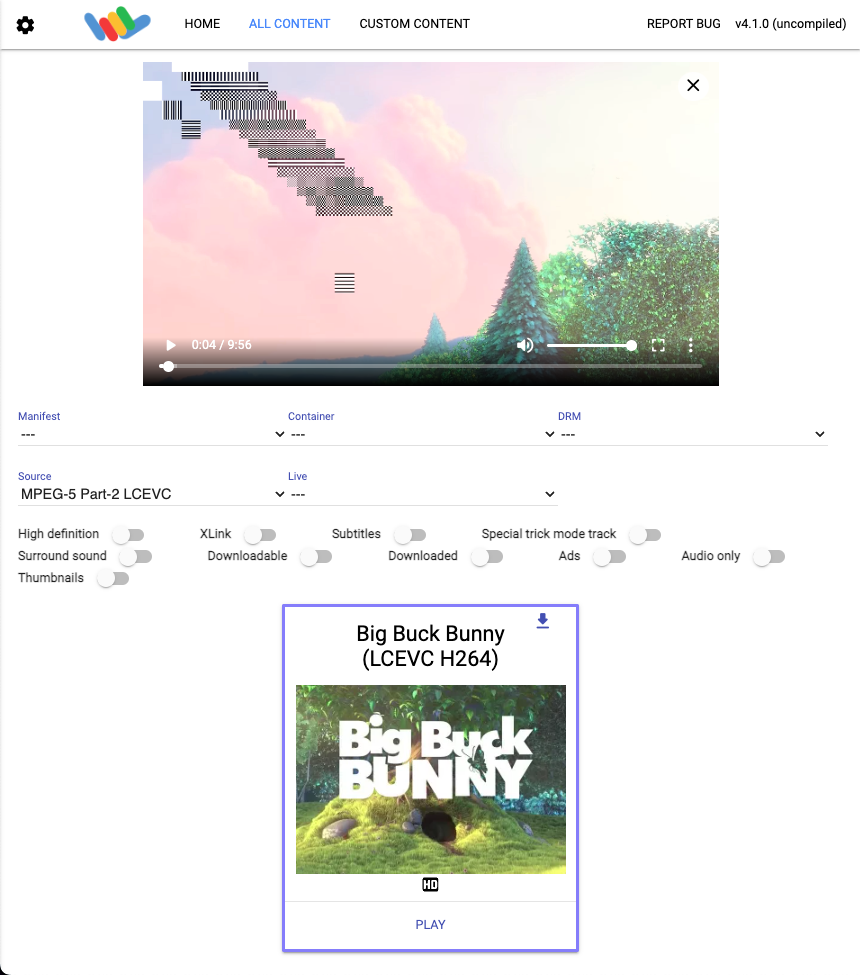 HOME ALL CONTENT CUSTOM CONTENT REPORT BUG v4.1.0 (uncompiled)
0:04 / 9:56
Manifest Container DRM
--- --- ---
Source Live
MPEG-5 Part-2 LCEVC ---
High definition XLink Subtitles Special trick mode track
Surround sound Downloadable Downloaded Ads Audio only
Thumbnails
Big Buck Bunny
(LCEVC H264)
Big Buck
BUNNY
HD
PLAY